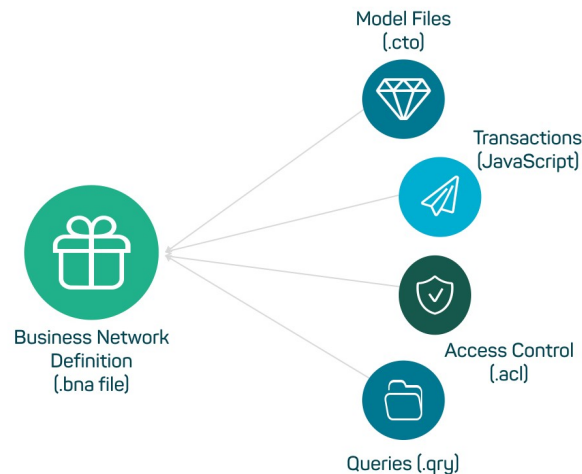 Model Files
(.cto)
Transactions
(JavaScript)
Business Network
Definition
(.bna file)
Access Control
(.acl)
Queries (.qry)